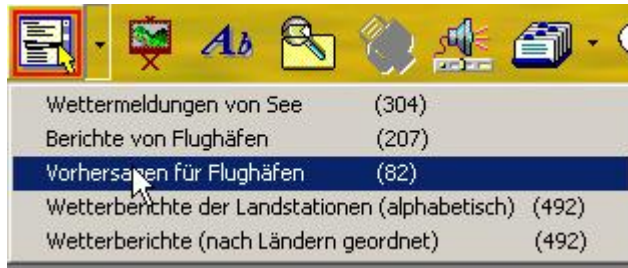 Ab
Wettermeldungen von See (304)
Berichte von Flughäfen (207)
Vorhersagen für Flughäfen (82)
Wetterberichte der Landstationen (alphabetisch) (492)
Wetterberichte (nach Ländern geordnet) (492)